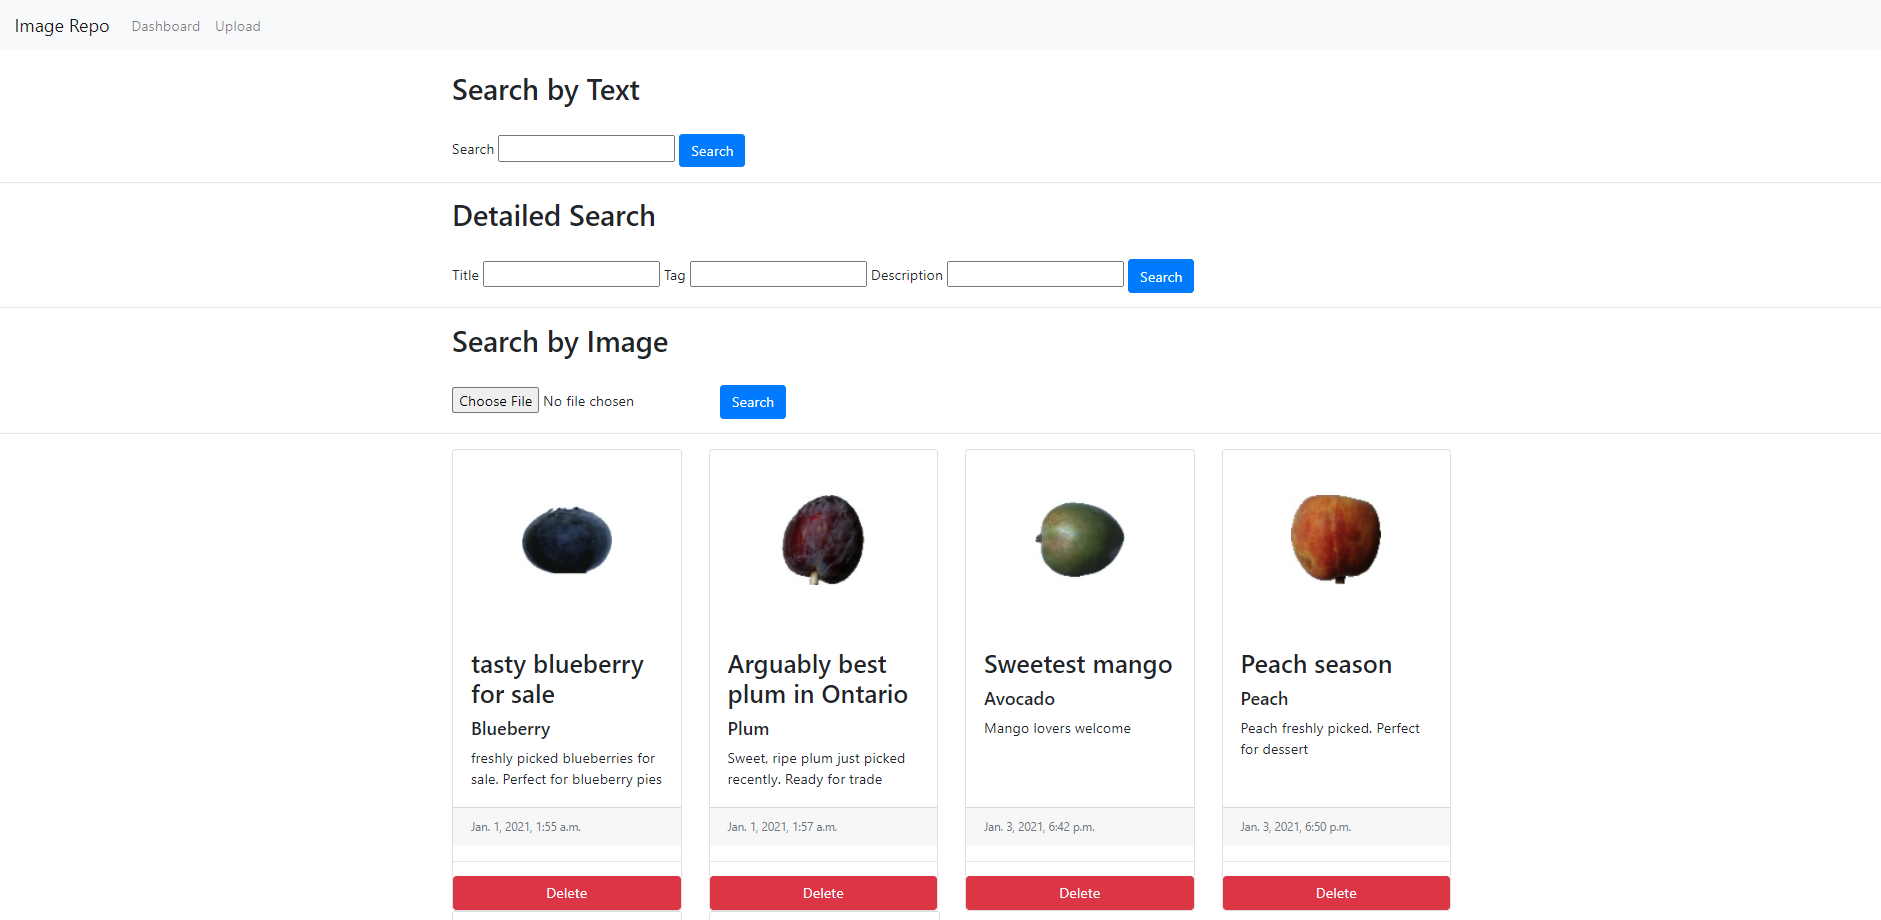 Image Repo Dashboard Upload
Search by Text
Search Search
Detailed Search
Title Tag Description Search
Search by Image
Choose File No file chosen Search
tasty blueberry
for sale
Blueberry
freshly picked blueberries for
sale. Perfect for blueberry pies
Jan. 1, 2021, 1:55 a.m.
Delete
Arguably best
plum in Ontario
Plum
Sweet, ripe plum just picked
recently. Ready for trade
Jan. 1, 2021, 1:57 a.m.
Delete
Sweetest mango
Avocado
Mango lovers welcome
Jan. 3, 2021, 6:42 p.m.
Delete
Peach season
Peach
Peach freshly picked. Perfect
for dessert
Jan. 3, 2021, 6:50 p.m.
Delete